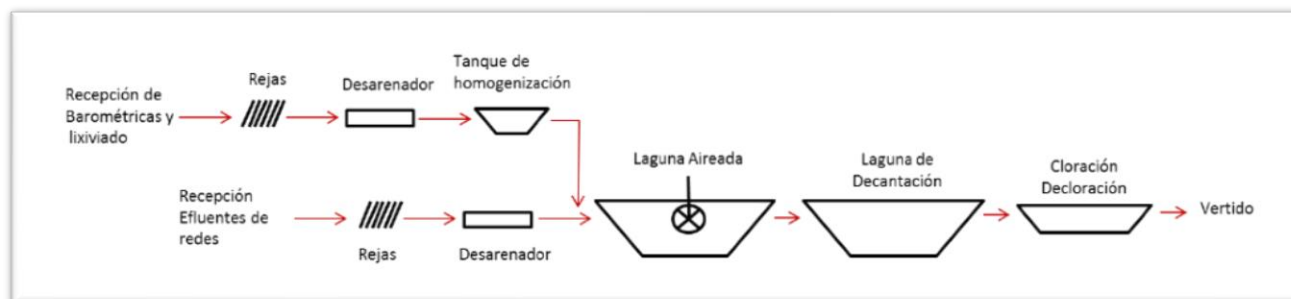 Recepción de
Barométricas y
lixiviado
Rejas
Desarenador
Tanque de
homogenización
Recepción
Efluentes de
redes
Rejas
Desarenador
Laguna Aireada
Laguna de
Decantación
Cloración
Decloración
Vertido